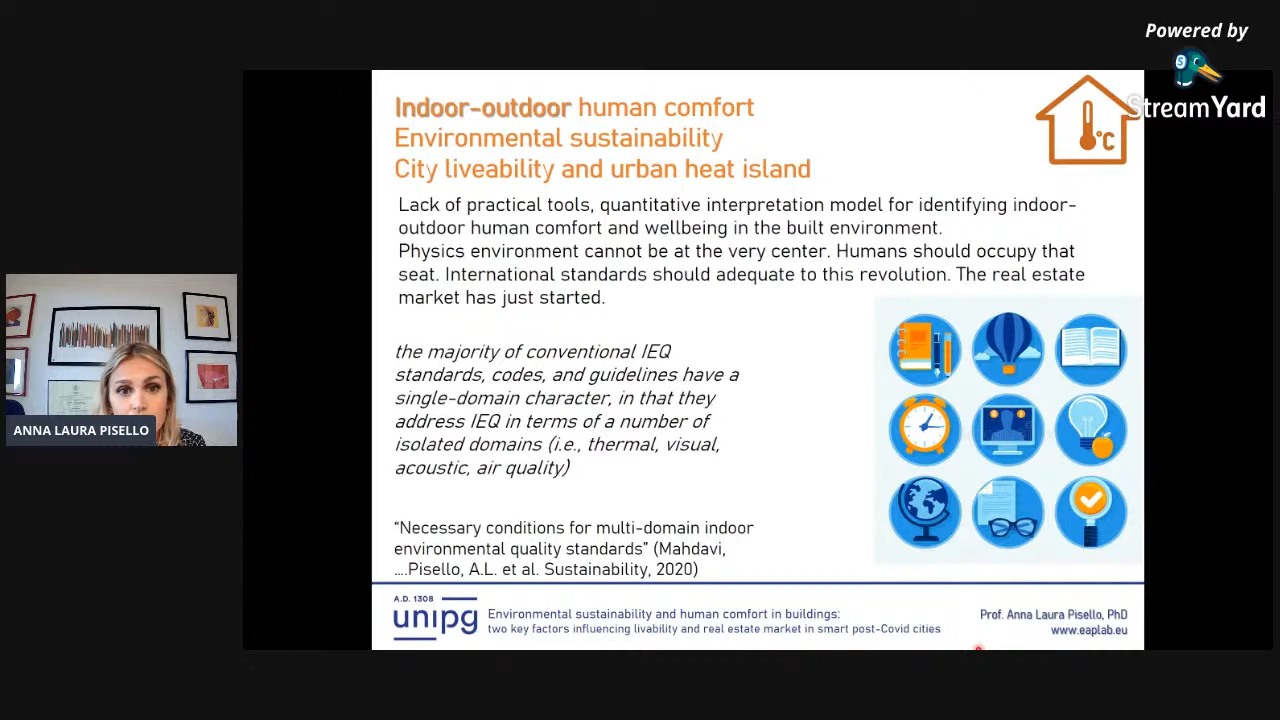 Powered by
StreamYard
Indoor-outdoor human comfort
Environmental sustainability
City liveability and urban heat island
°C
Lack of practical tools, quantitative interpretation model for identifying indoor-
outdoor human comfort and wellbeing in the built environment.
Physics environment cannot be at the very center. Humans should occupy that
seat. International standards should adequate to this revolution. The real estate
market has just started.
the majority of conventional IEQ
standards, codes, and guidelines have a
single-domain character, in that they
address IEQ in terms of a number of
isolated domains (i.e., thermal, visual,
acoustic, air quality)
ANNA LAURA PISELLO
“Necessary conditions for multi-domain indoor
environmental quality standards” (Mahdavi,
....Pisello, A.L. et al. Sustainability, 2020)
A.D. 1308
unipg
Environmental sustainability and human comfort in buildings:
two key factors influencing livability and real estate market in smart post-Covid cities
Prof. Anna Laura Pisello, PhD
www.eaplab.eu